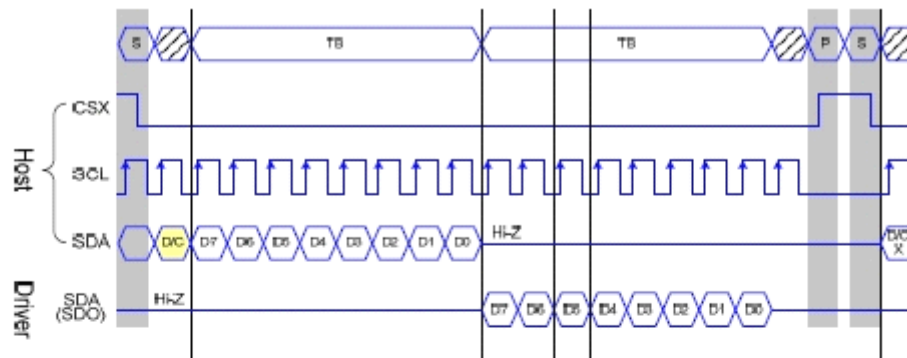 S TB TB P S
CSX
Host
SCL
SDA D/C D7 D6 D5 D4 D3 D2 D1 D0 Hi-Z D/C
X
Driver
SDA Hi-Z
(SDO) D7 D6 D5 D4 D3 D2 D1 D0